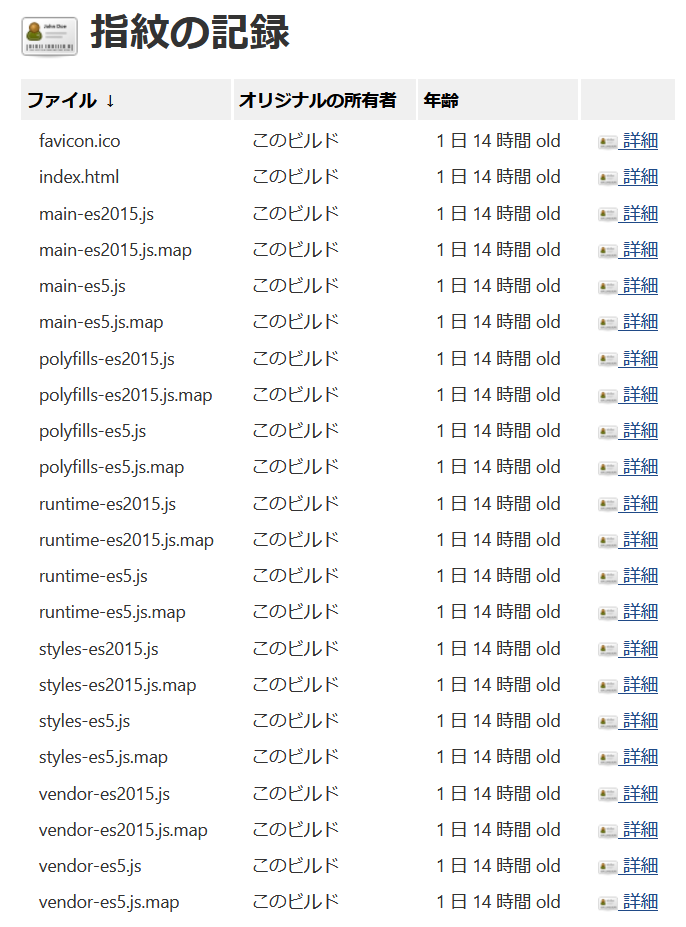 指紋の記録
ファイル ↓ オリジナルの所有者 年齢
favicon.ico このビルド 1 日 14 時間 old 詳細
index.html このビルド 1 日 14 時間 old 詳細
main-es2015.js このビルド 1 日 14 時間 old 詳細
main-es2015.js.map このビルド 1 日 14 時間 old 詳細
main-es5.js このビルド 1 日 14 時間 old 詳細
main-es5.js.map このビルド 1 日 14 時間 old 詳細
polyfills-es2015.js このビルド 1 日 14 時間 old 詳細
polyfills-es2015.js.map このビルド 1 日 14 時間 old 詳細
polyfills-es5.js このビルド 1 日 14 時間 old 詳細
polyfills-es5.js.map このビルド 1 日 14 時間 old 詳細
runtime-es2015.js このビルド 1 日 14 時間 old 詳細
runtime-es2015.js.map このビルド 1 日 14 時間 old 詳細
runtime-es5.js このビルド 1 日 14 時間 old 詳細
runtime-es5.js.map このビルド 1 日 14 時間 old 詳細
styles-es2015.js このビルド 1 日 14 時間 old 詳細
styles-es2015.js.map このビルド 1 日 14 時間 old 詳細
styles-es5.js このビルド 1 日 14 時間 old 詳細
styles-es5.js.map このビルド 1 日 14 時間 old 詳細
vendor-es2015.js このビルド 1 日 14 時間 old 詳細
vendor-es2015.js.map このビルド 1 日 14 時間 old 詳細
vendor-es5.js このビルド 1 日 14 時間 old 詳細
vendor-es5.js.map このビルド 1 日 14 時間 old 詳細